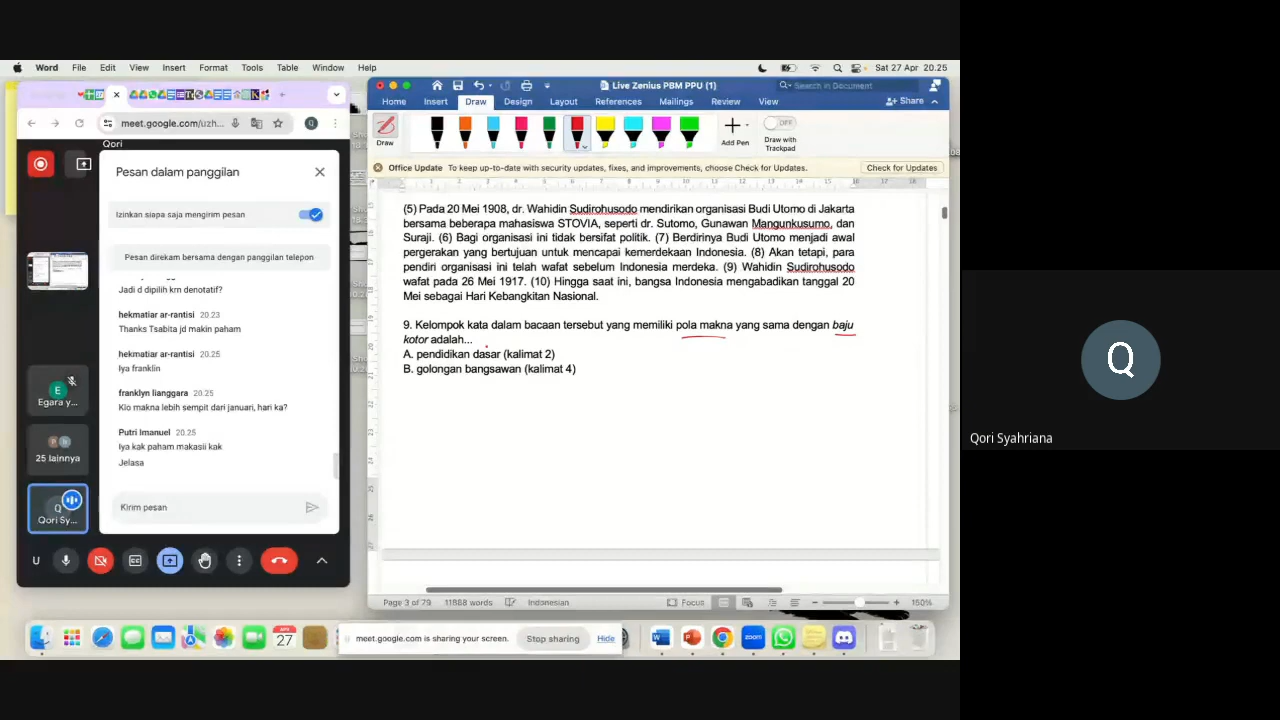 Word File Edit View Insert Format Tools Table Window Help
Sat 27 Apr 20.25
meet.google.com/uzh...
Q
Qori
Pesan dalam panggilan
Izinkan siapa saja mengirim pesan
Pesan direkam bersama dengan panggilan telepon
Jadi d dipilih krn denotatif?
hekmatiar ar-rantisi
Thanks Tsabita jd makin paham
hekmatiar ar-rantisi 20.25
Iya franklin
franklyn lianggara 20.25
Klo makna lebih sempit dari januari, hari ka?
Putri Imanuel 20.25
Iya kak paham makasii kak
Jelasa
Kirim pesan
E
Egara y...
25 lainnya
Q
Qori Sy...
U
Live Zenius PBM PPU (1)
Search in Document
Home Insert Draw Design Layout References Mailings Review View
Share
Draw
Add Pen
OFF
Draw with
Trackpad
Office Update To keep up-to-date with security updates, fixes, and improvements, choose Check for Updates.
Check for Updates
(5) Pada 20 Mei 1908, dr. Wahidin Sudirohusodo mendirikan organisasi Budi Utomo di Jakarta
bersama beberapa mahasiswa STOVIA, seperti dr. Sutomo, Gunawan Mangunkusumo, dan
Suraji. (6) Bagi organisasi ini tidak bersifat politik. (7) Berdirinya Budi Utomo menjadi awal
pergerakan yang bertujuan untuk mencapai kemerdekaan Indonesia. (8) Akan tetapi, para
pendiri organisasi ini telah wafat sebelum Indonesia merdeka. (9) Wahidin Sudirohusodo
wafat pada 26 Mei 1917. (10) Hingga saat ini, bangsa Indonesia mengabadikan tanggal 20
Mei sebagai Hari Kebangkitan Nasional.
9. Kelompok kata dalam bacaan tersebut yang memiliki pola makna yang sama dengan baju
kotor adalah...
A. pendidikan dasar (kalimat 2)
B. golongan bangsawan (kalimat 4)
Page 3 of 79 11868 words Indonesian
Focus
150%
APR
27
meet.google.com is sharing your screen.
Stop sharing
Hide
zoom
Q
Qori Syahriana